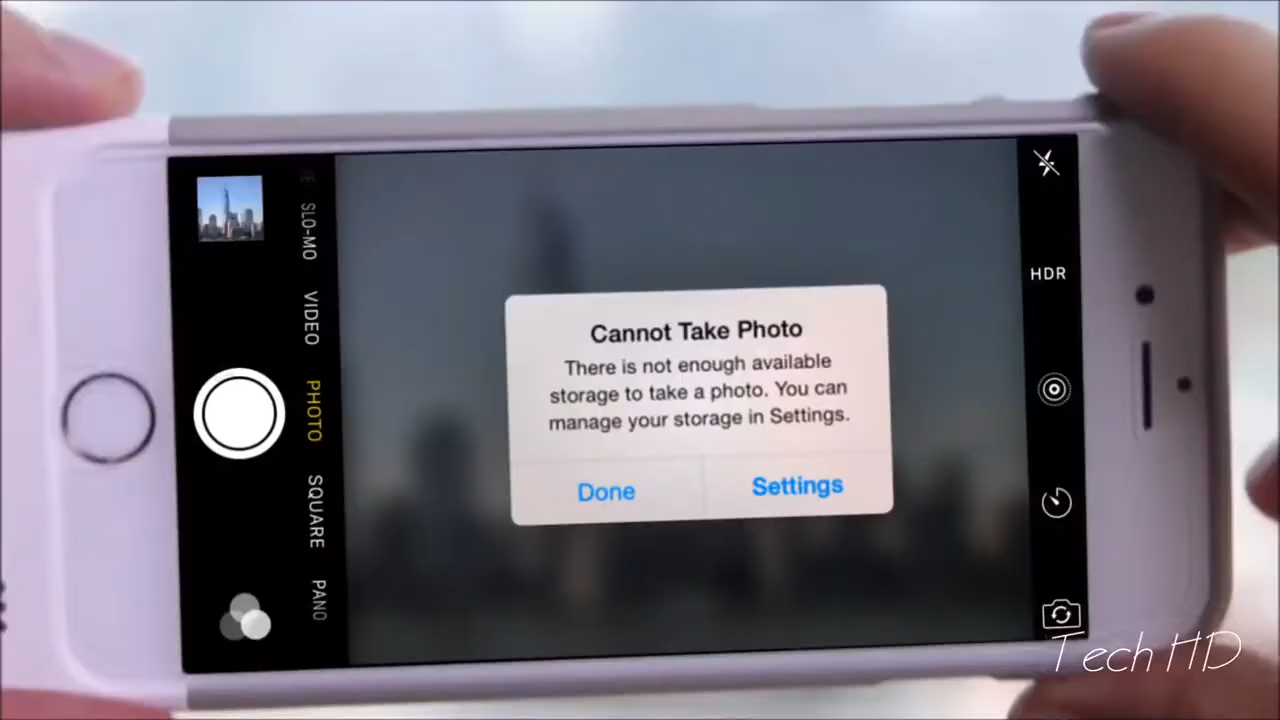 SLO-MO
VIDEO
PHOTO
SQUARE
PANO
Cannot Take Photo
There is not enough available
storage to take a photo. You can
manage your storage in Settings.
Done
Settings
HDR
Tech HD